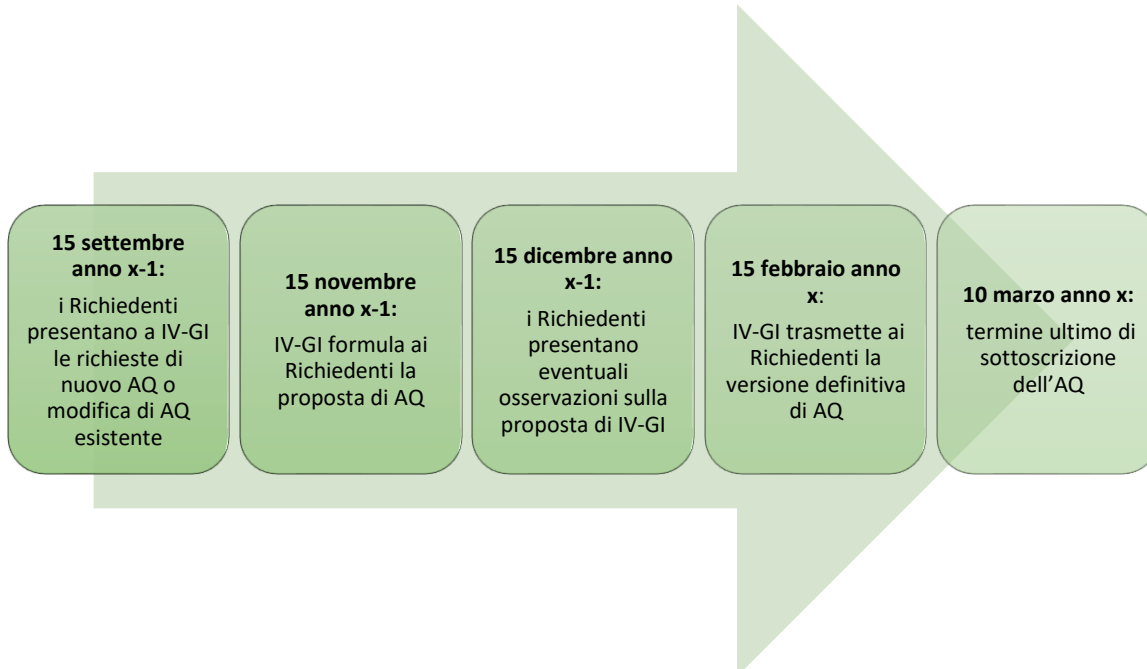 15 settembre
anno x-1:
i Richiedenti
presentano a IV-GI
le richieste di
nuovo AQ o
modifica di AQ
esistente
15 novembre
anno x-1:
IV-GI formula ai
Richiedenti la
proposta di AQ
15 dicembre anno
x-1:
i Richiedenti
presentano
eventuali
osservazioni sulla
proposta di IV-GI
15 febbraio anno
x:
IV-GI trasmette ai
Richiedenti la
versione definitiva
di AQ
10 marzo anno x:
termine ultimo di
sottoscrizione
dell’AQ